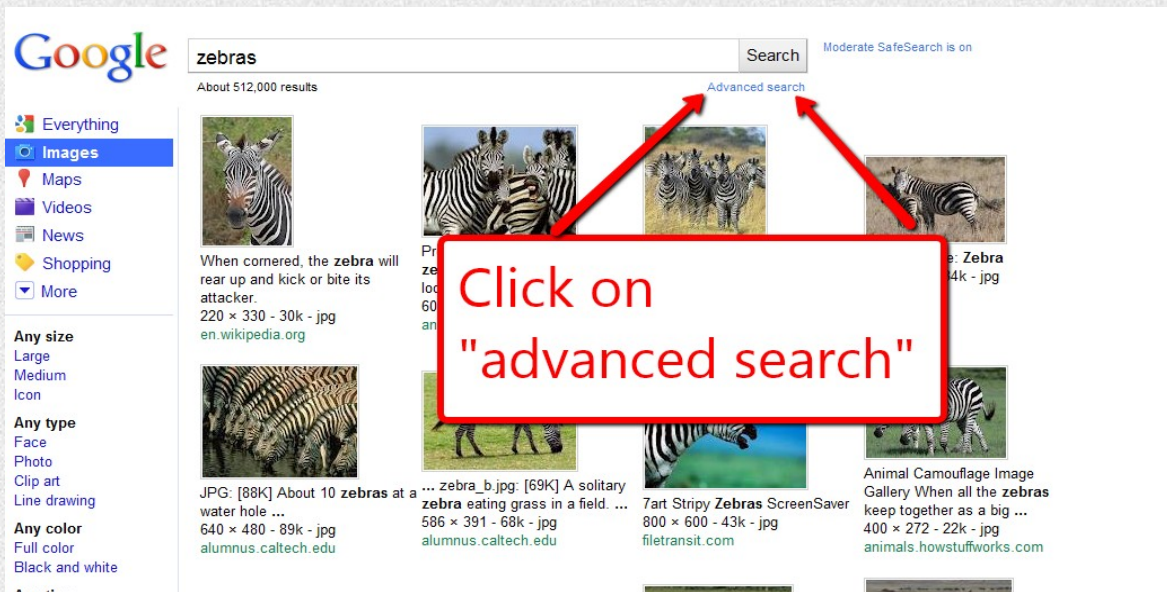 Google
zebras
Search
Moderate SafeSearch is on
About 512,000 results
Advanced search
Everything
Images
Maps
Videos
News
Shopping
More
Any size
Large
Medium
Icon
Any type
Face
Photo
Clip art
Line drawing
Any color
Full color
Black and white
When cornered, the zebra will
rear up and kick or bite its
attacker.
220 × 330 - 30k - jpg
en.wikipedia.org
Zebra
4k - jpg
Click on
"advanced search"
JPG: [88K] About 10 zebras at a
water hole ...
640 × 480 - 89k - jpg
alumnus.caltech.edu
... zebra_b.jpg: [69K] A solitary
zebra eating grass in a field. ...
586 × 391 - 68k - jpg
alumnus.caltech.edu
7art Stripy Zebras ScreenSaver
800 × 600 - 43k - jpg
filetransit.com
Animal Camouflage Image
Gallery When all the zebras
keep together as a big ...
400 × 272 - 22k - jpg
animals.howstuffworks.com